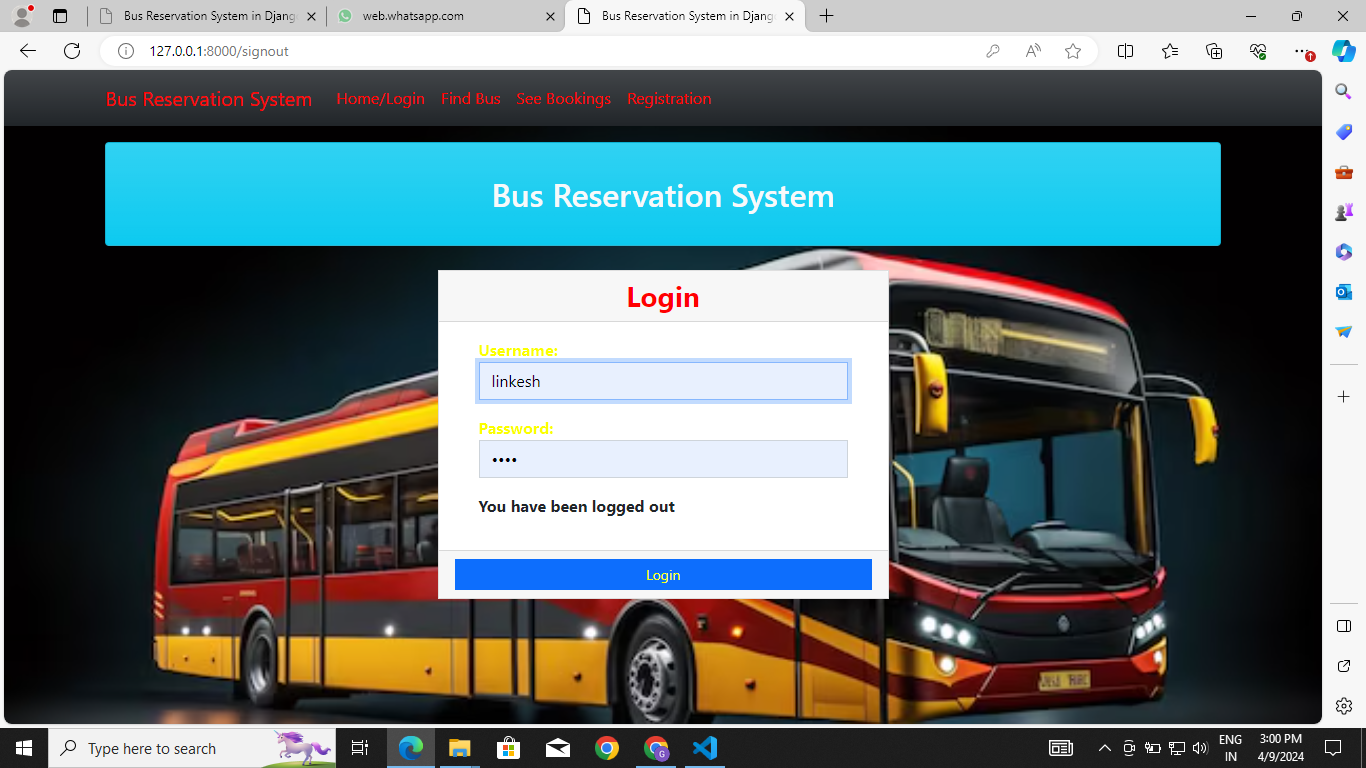 Bus Reservation System in Djang
web.whatsapp.com
Bus Reservation System in Djang
127.0.0.1:8000/signout
Bus Reservation System Home/Login Find Bus See Bookings Registration
Bus Reservation System
Login
Username:
linkesh
Password:
••••
You have been logged out
Login
Type here to search
G
ENG
IN
3:00 PM
4/9/2024